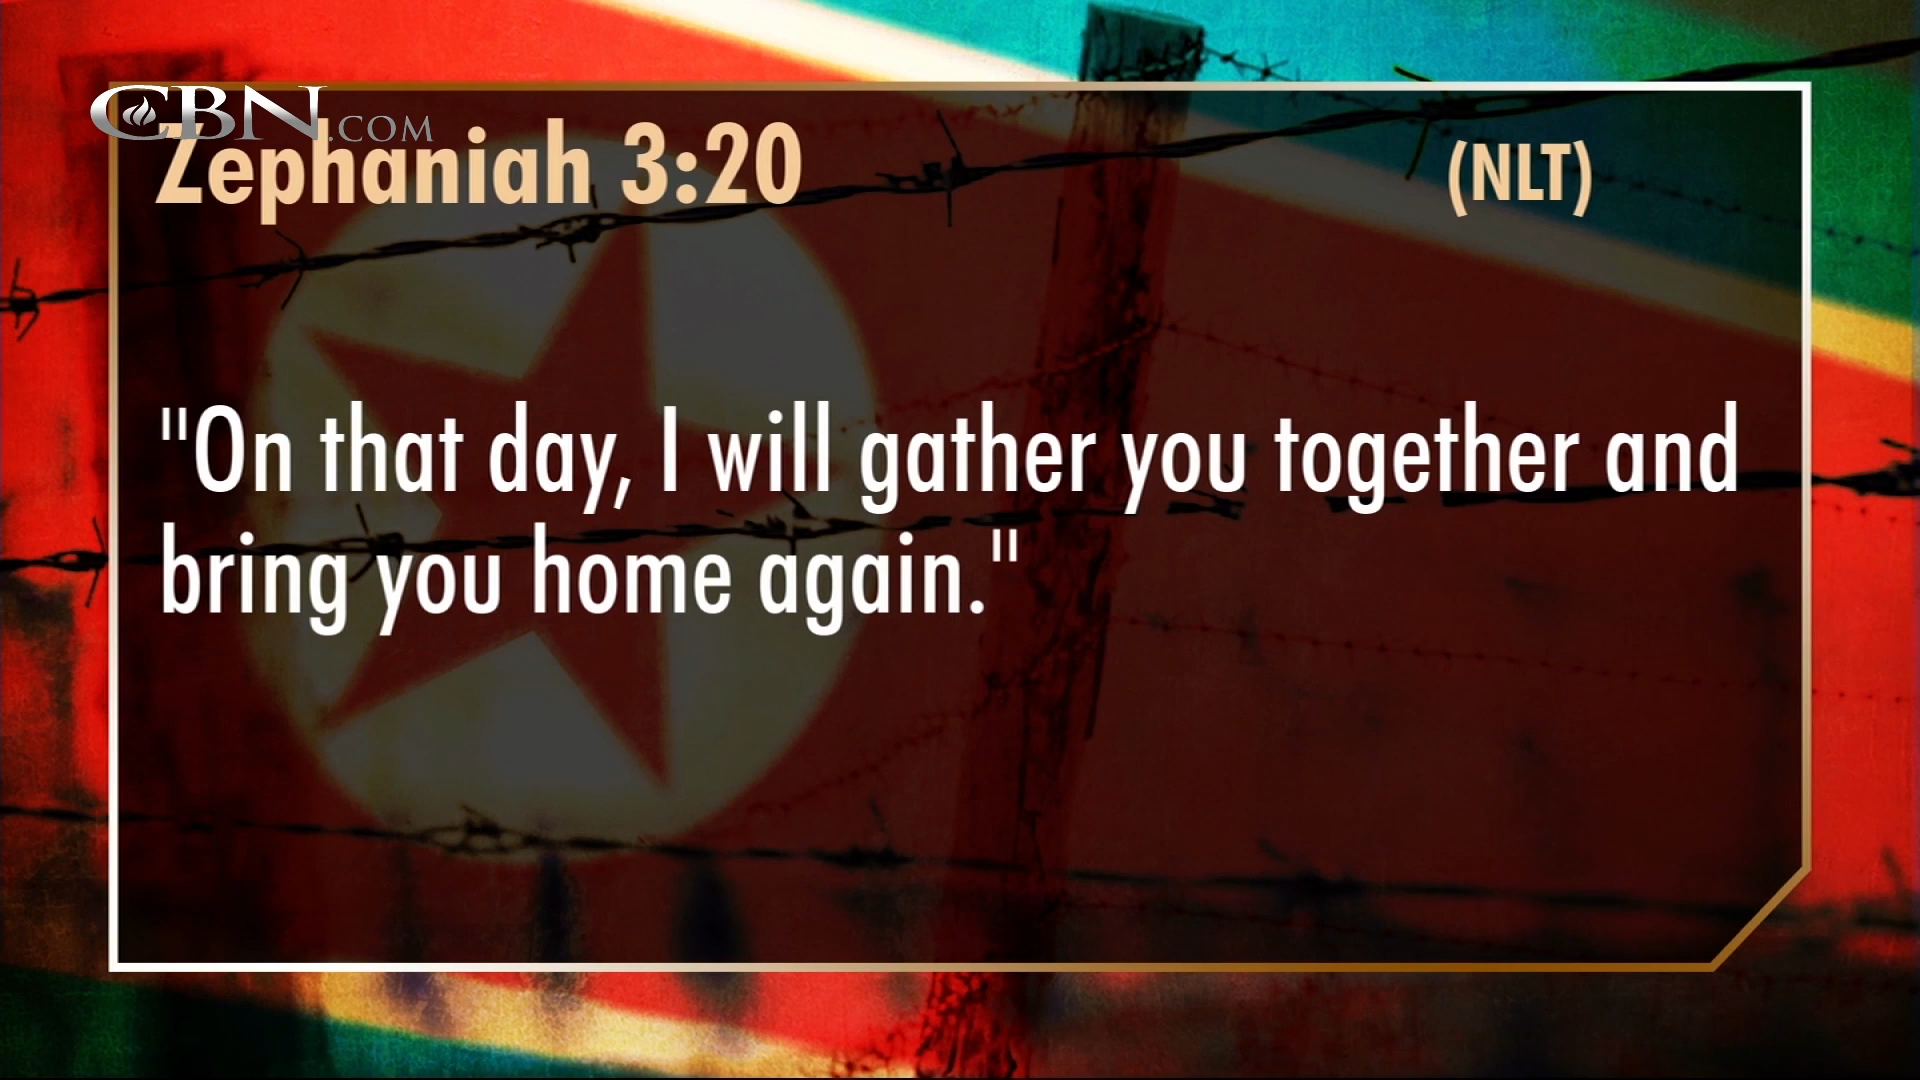 CBN.COM
Zephaniah 3:20 (NLT)
"On that day, I will gather you together and
bring you home again."